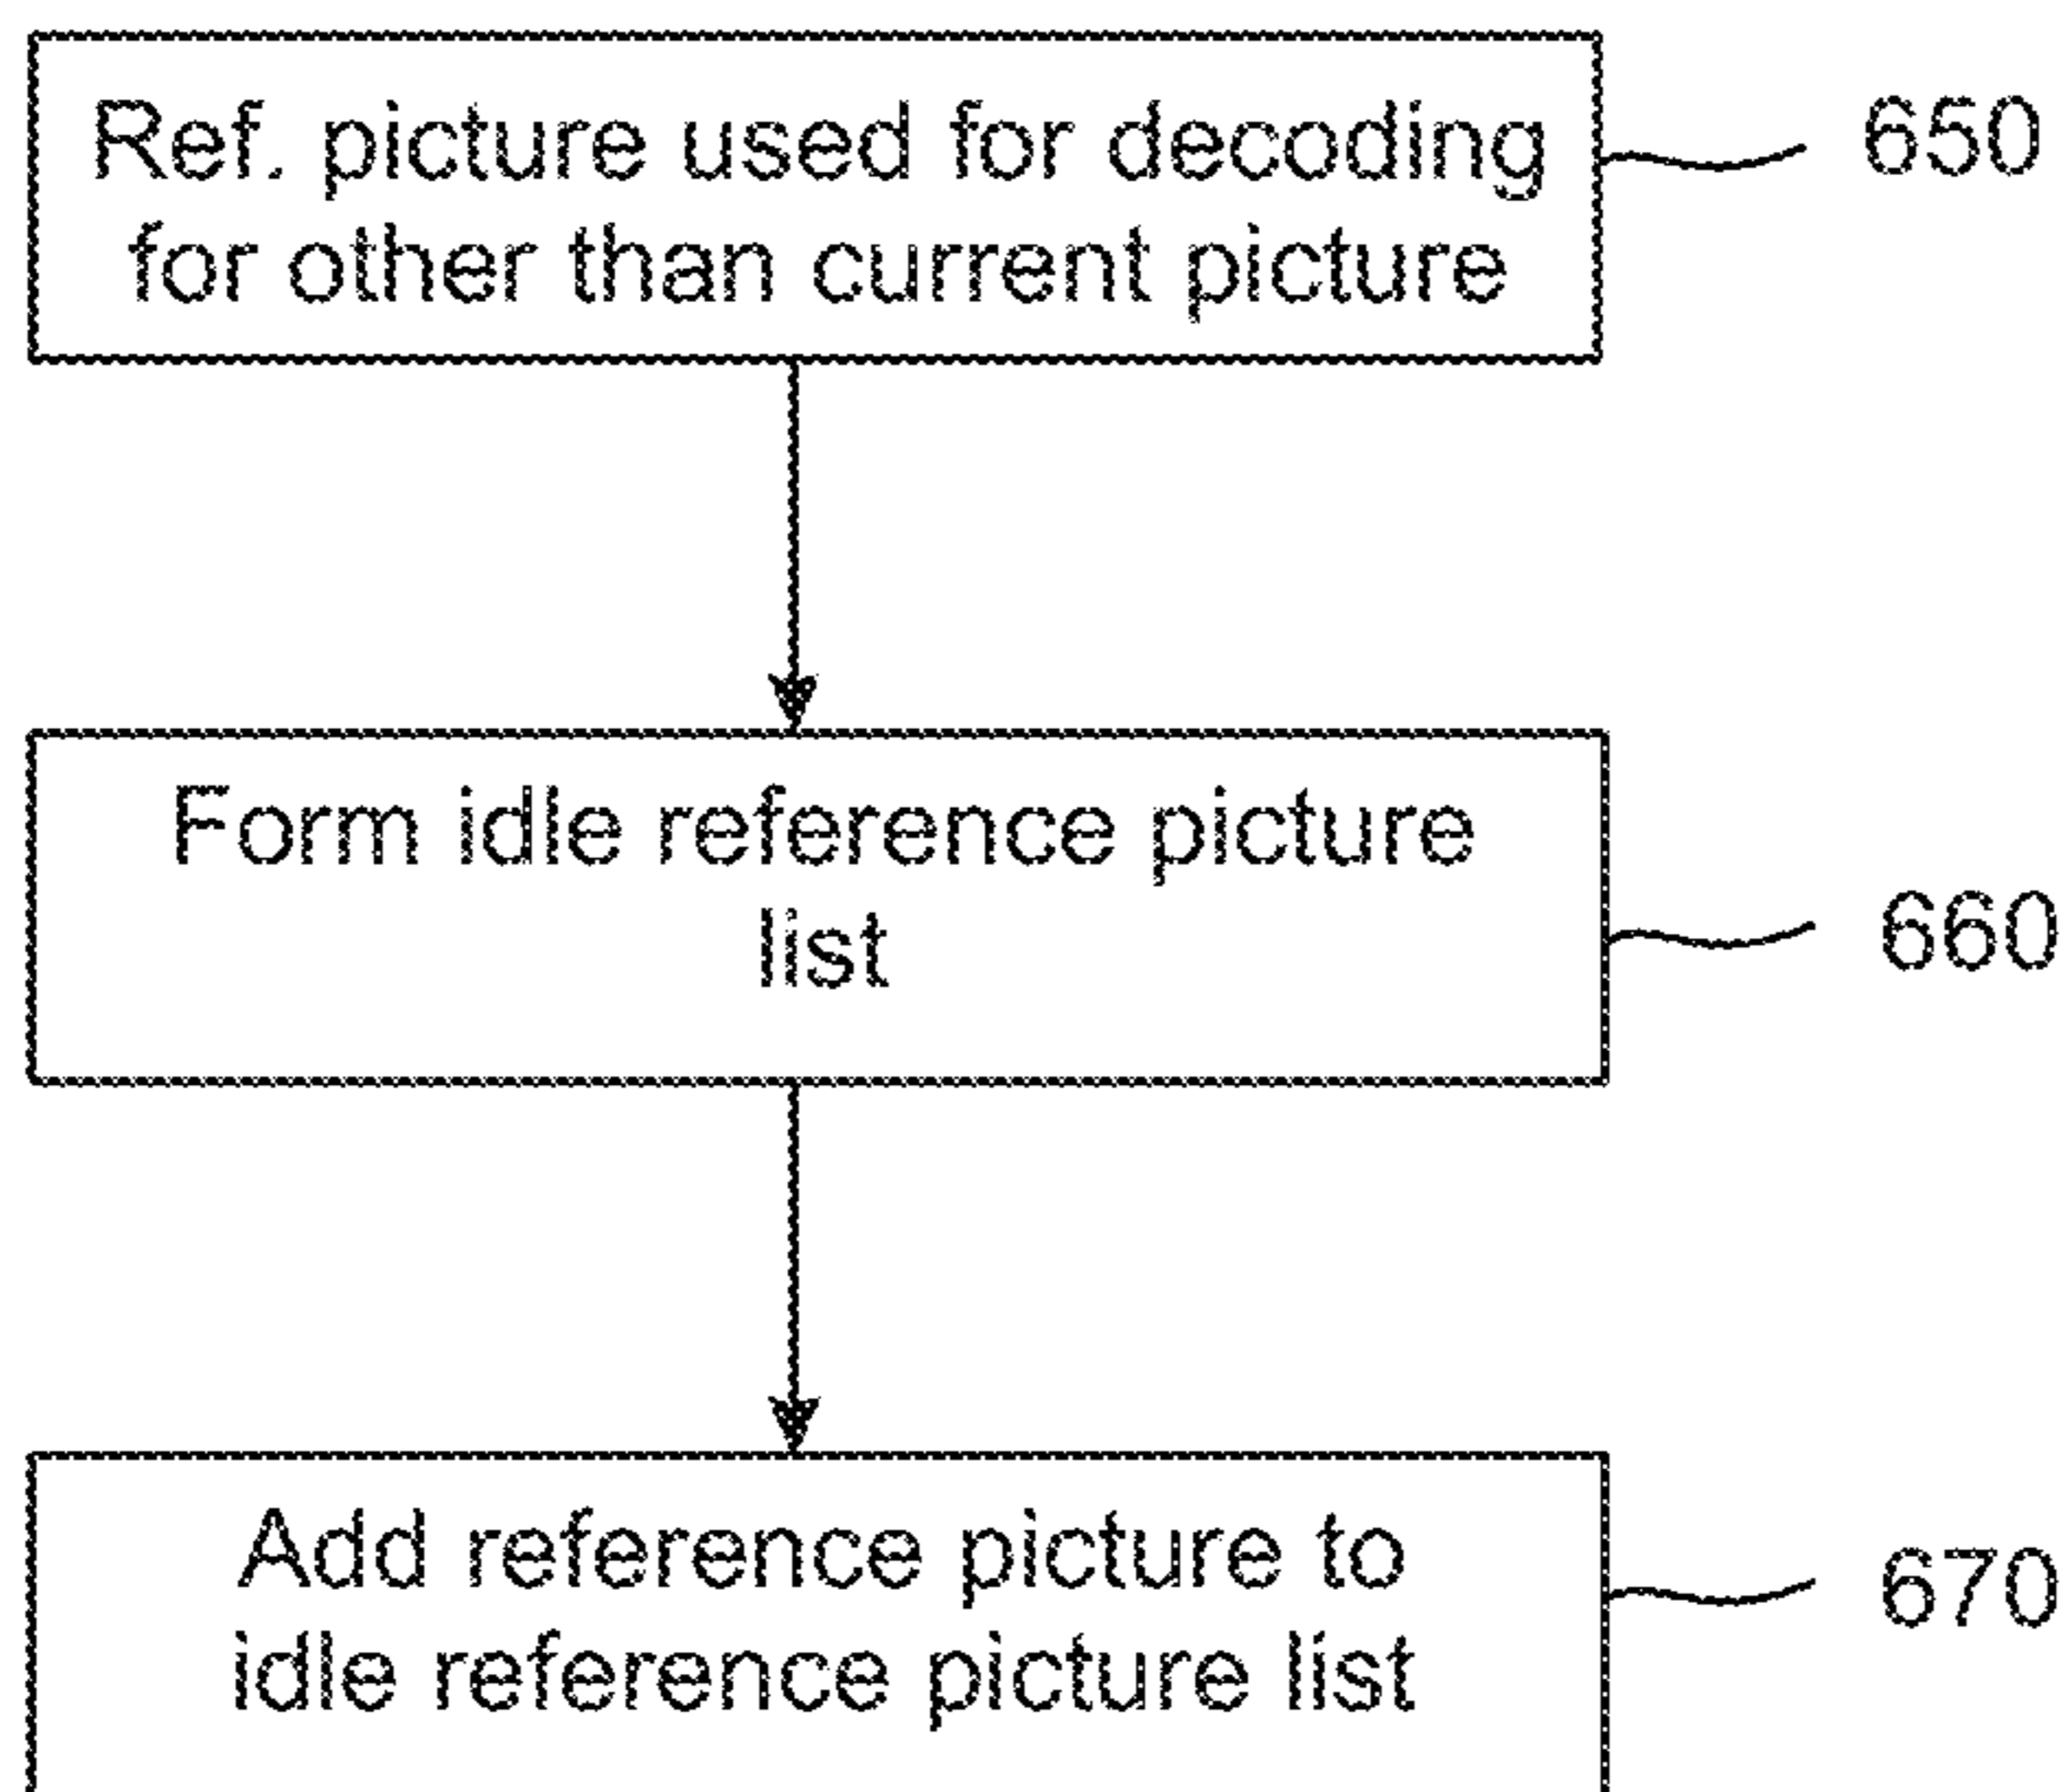 Ref. picture used for decoding
for other than current picture
650
Form idle reference picture
list
660
Add reference picture to
idle reference picture list
670